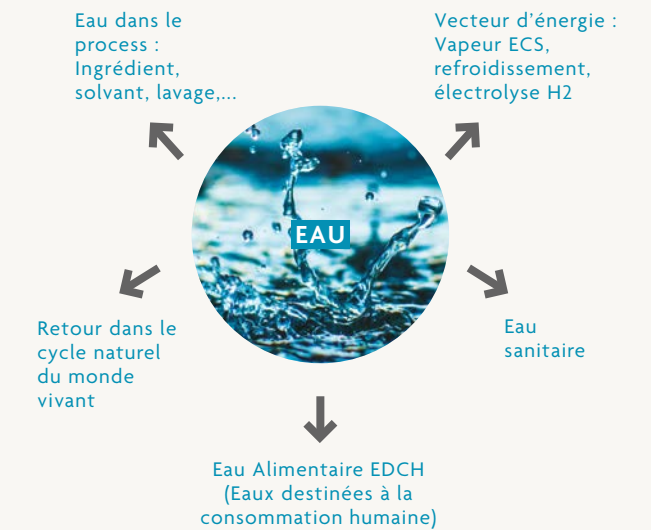 Eau dans le
process :
Ingrédient,
solvant, lavage,...
Vecteur d'énergie :
Vapeur ECS,
refroidissement,
électrolyse H2
EAU
Retour dans le
cycle naturel
du monde
vivant
Eau
sanitaire
Eau Alimentaire EDCH
(Eaux destinées à la
consommation humaine)